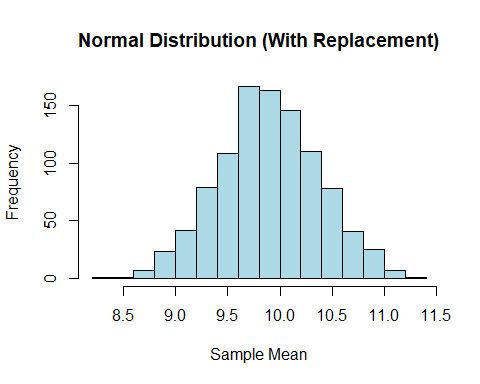 Normal Distribution (With Replacement)
Frequency
150
100
50
0
8.5 9.0 9.5 10.0 10.5 11.0 11.5
Sample Mean